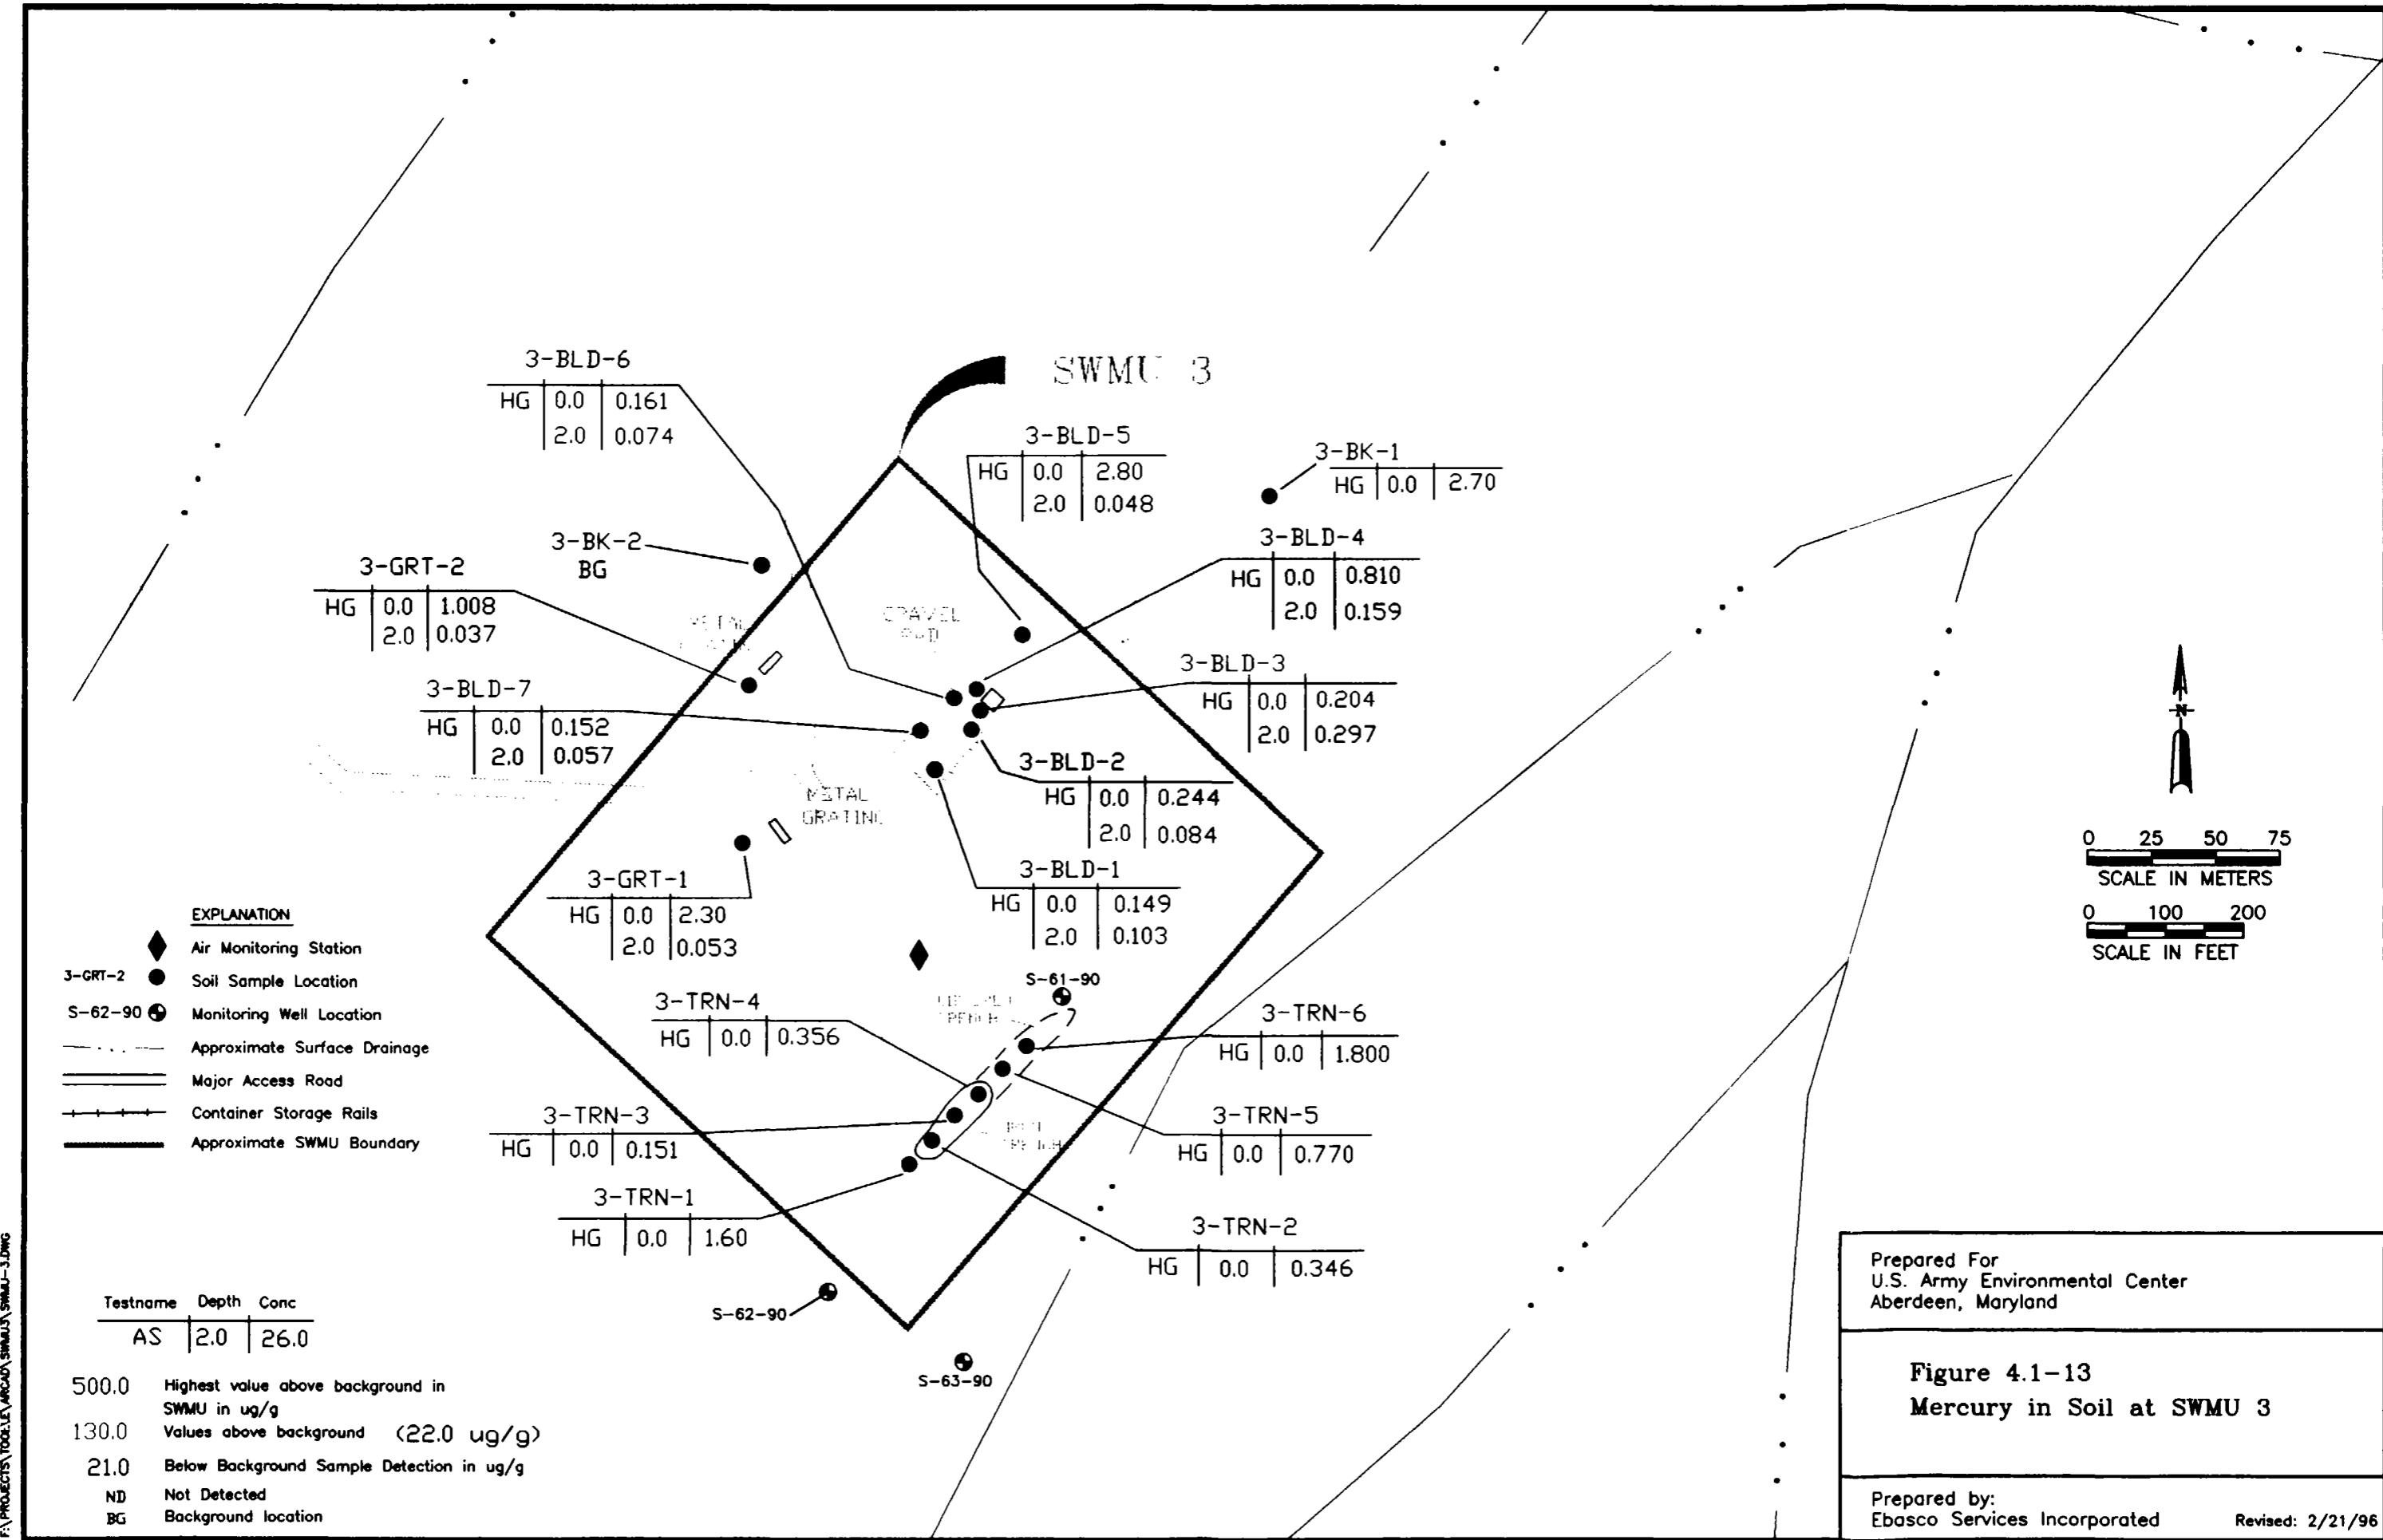 3-BLD-6
HG 0.0 0.161
2.0 0.074
SWMU 3
3-BLD-5
HG 0.0 2.80
2.0 0.048
3-BK-1
HG 0.0 2.70
3-BK-2
BG
3-BLD-4
HG 0.0 0.810
2.0 0.159
3-GRT-2
HG 0.0 1.008
2.0 0.037
METAL
GRAVEL
PAD
3-BLD-3
HG 0.0 0.204
2.0 0.297
3-BLD-7
HG 0.0 0.152
2.0 0.057
3-BLD-2
HG 0.0 0.244
2.0 0.084
METAL
GRATING
3-BLD-1
HG 0.0 0.149
2.0 0.103
3-GRT-1
HG 0.0 2.30
2.0 0.053
N
0 25 50 75
SCALE IN METERS
0 100 200
SCALE IN FEET
EXPLANATION
Air Monitoring Station
3-GRT-2 Soil Sample Location
S-62-90 Monitoring Well Location
Approximate Surface Drainage
Major Access Road
Container Storage Rails
Approximate SWMU Boundary
S-61-90
TRENCH
3-TRN-4
HG 0.0 0.356
3-TRN-6
HG 0.0 1.800
3-TRN-3
HG 0.0 0.151
3-TRN-5
HG 0.0 0.770
TRENCH
3-TRN-1
HG 0.0 1.60
3-TRN-2
HG 0.0 0.346
S-62-90
S-63-90
Testname Depth Conc
AS 2.0 26.0
500.0 Highest value above background in
SWMU in ug/g
130.0 Values above background (22.0 ug/g)
21.0 Below Background Sample Detection in ug/g
ND Not Detected
BG Background location
Prepared For
U.S. Army Environmental Center
Aberdeen, Maryland
Figure 4.1-13
Mercury in Soil at SWMU 3
Prepared by:
Ebasco Services Incorporated Revised: 2/21/96
F:\PROJECTS\TOOELE\ARCAD\SWMU3\SWMU-3.DWG